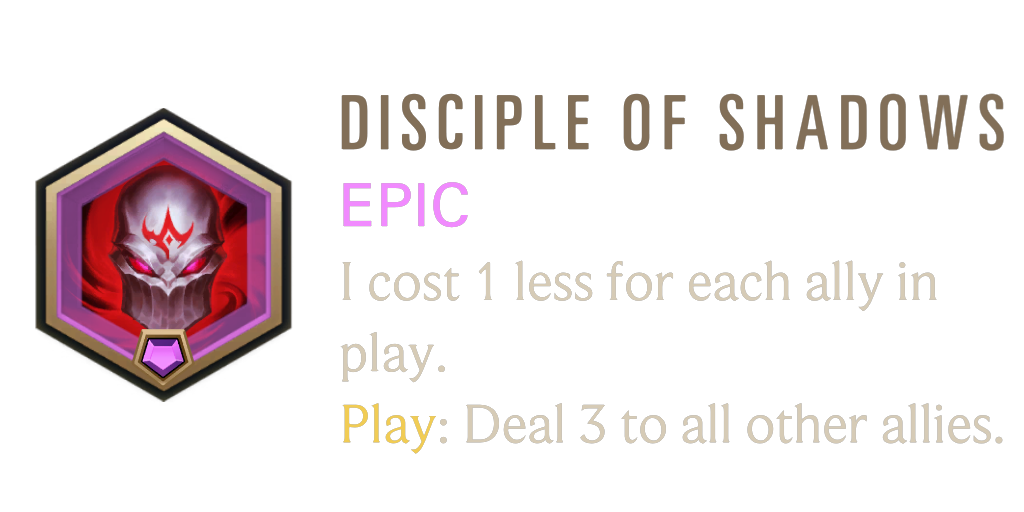 DISCIPLE OF SHADOWS
EPIC
I cost 1 less for each ally in
play.
Play: Deal 3 to all other allies.